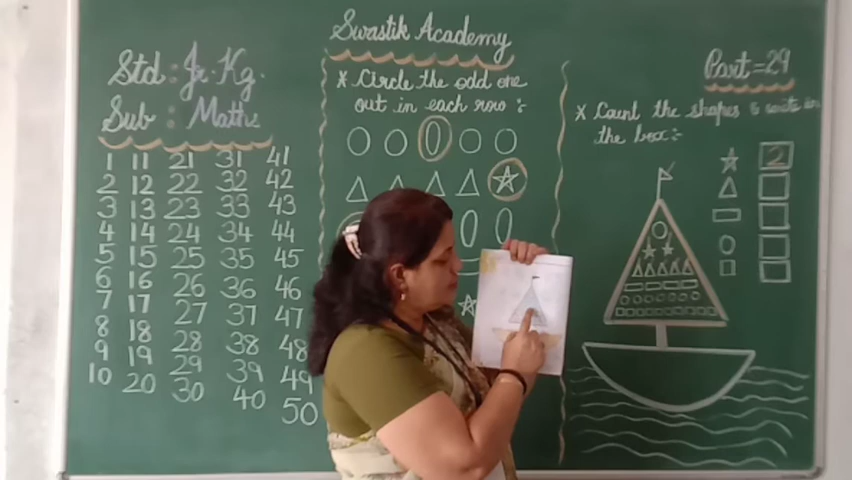 Swastik Academy
Std : Jr. Kg.
Sub : Maths
1 11 21 31 41
2 12 22 32 42
3 13 23 33 43
4 14 24 34 44
5 15 25 35 45
6 16 26 36 46
7 17 27 37 47
8 18 28 38 48
9 19 29 39 49
10 20 30 40 50
* Circle the odd one
out in each row :-
Part=29
* Count the shapes & write in
the box:-
2